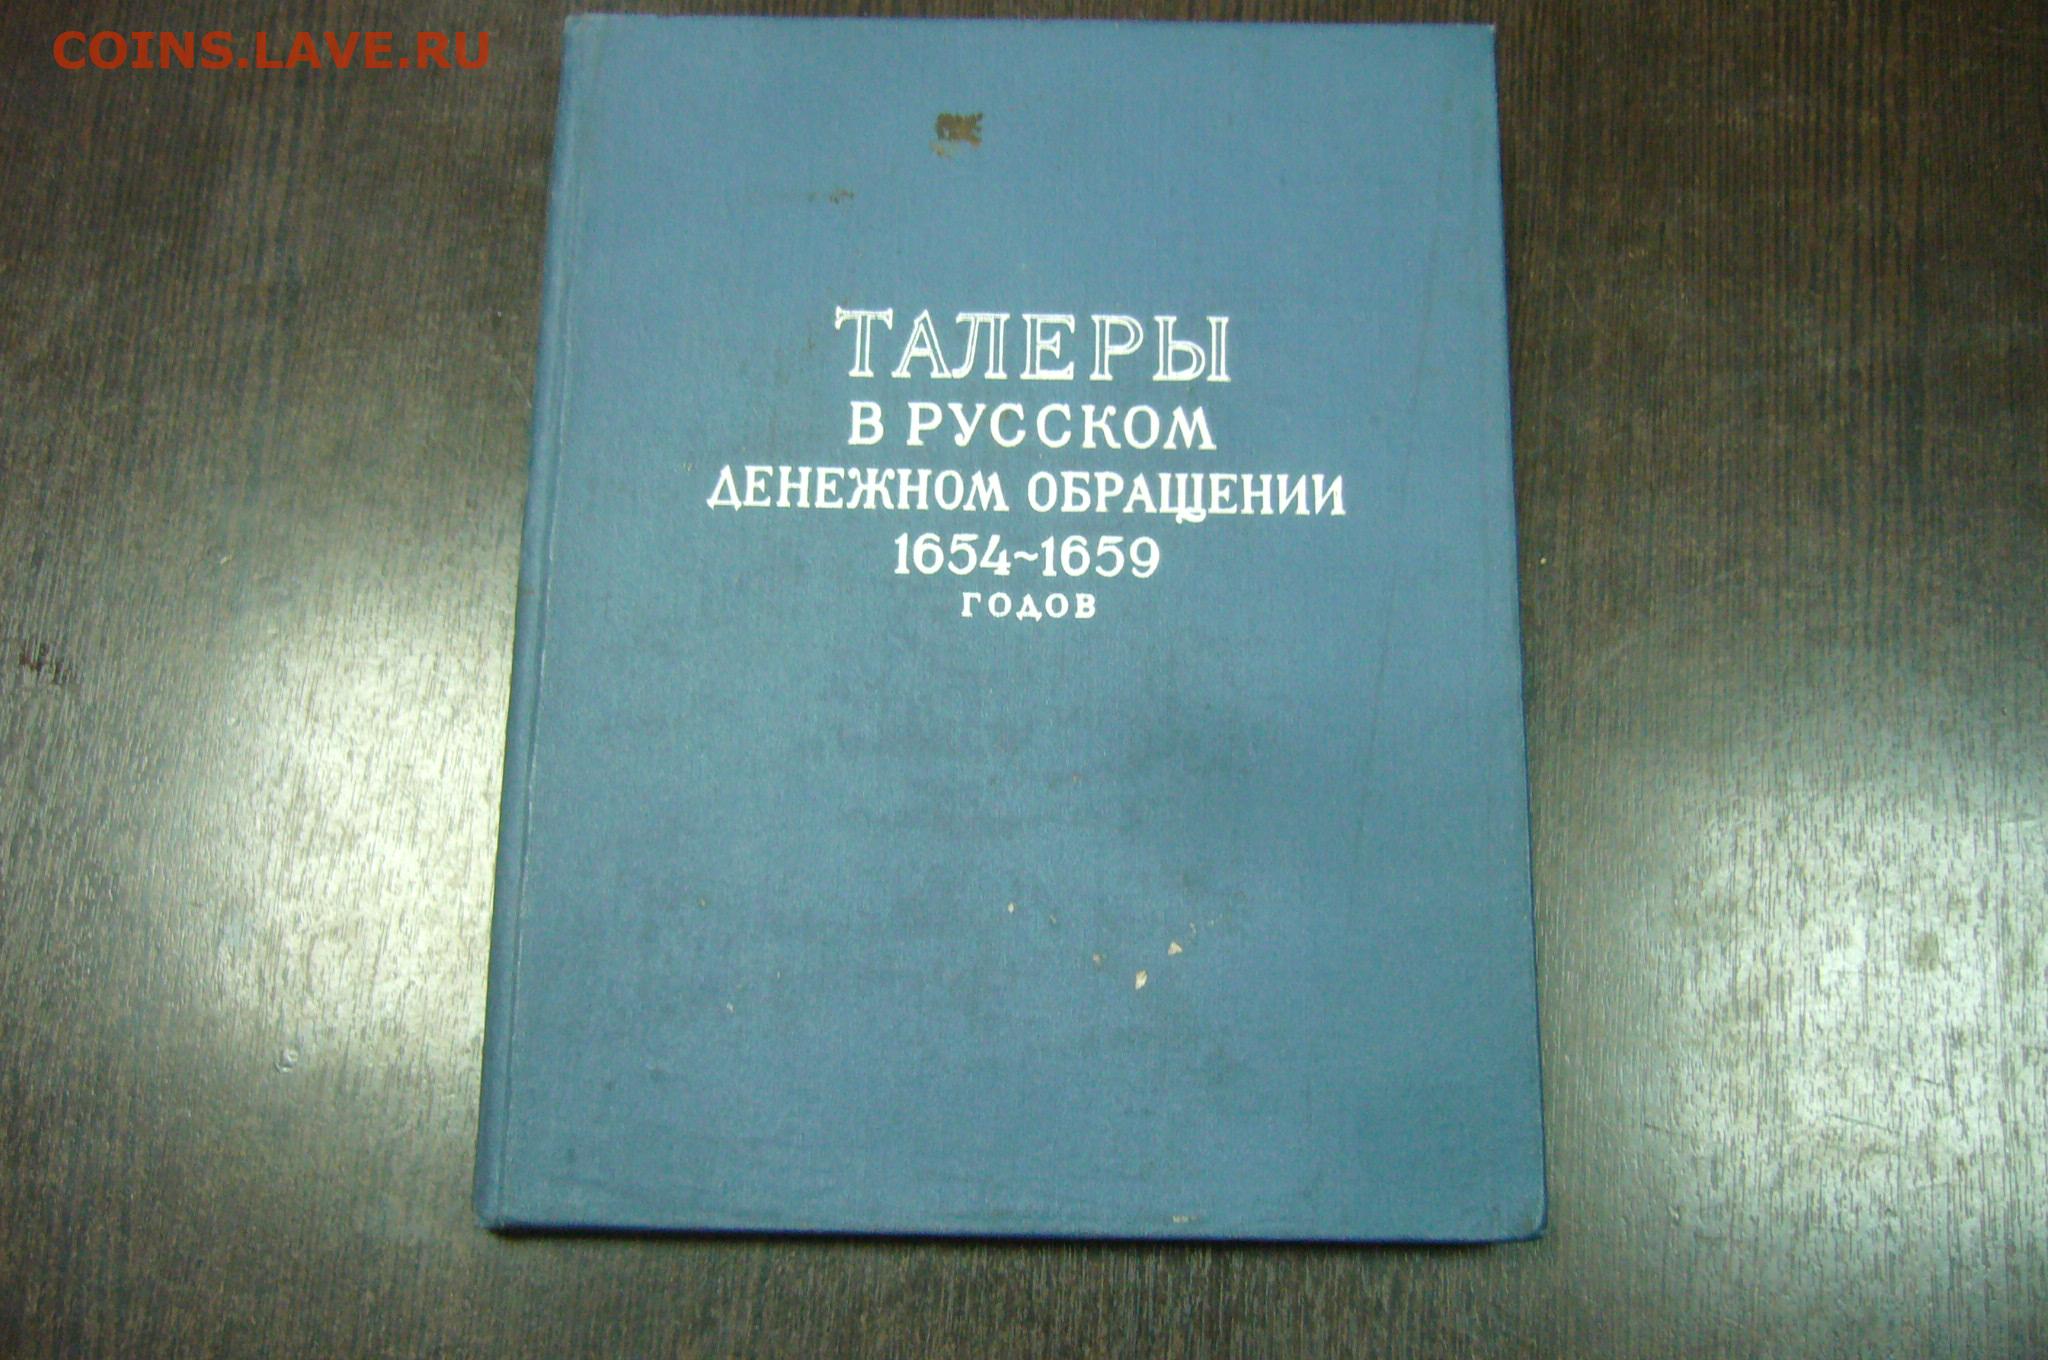 COINS.LAVE.RU
ТАЛЕРЫ
В РУССКОМ
ДЕНЕЖНОМ ОБРАЩЕНИИ
1654~1659
ГОДОВ